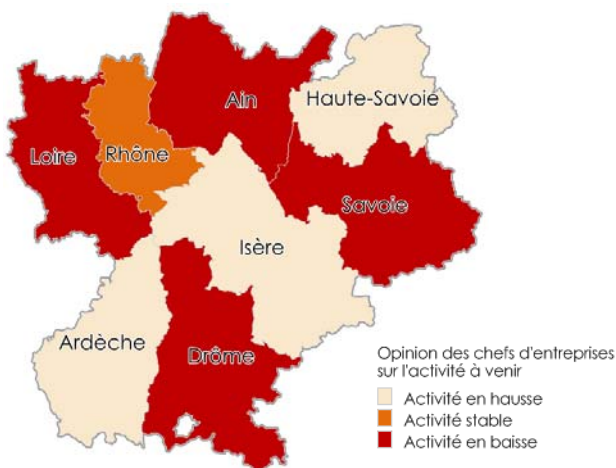 Ain
Haute-Savoie
Loire
Rhône
Savoie
Isère
Ardèche
Drôme
Opinion des chefs d'entreprises
sur l'activité à venir
Activité en hausse
Activité stable
Activité en baisse